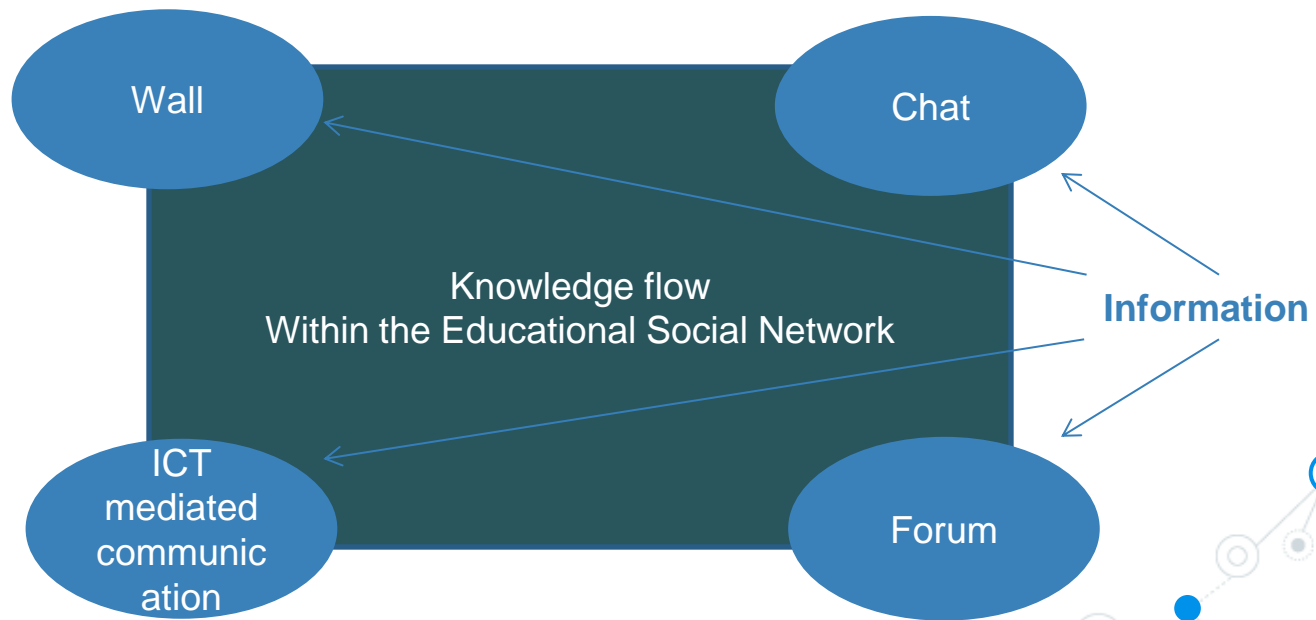 Wall
Chat
Knowledge flow
Within the Educational Social Network
Information
ICT
mediated
communic
ation
Forum